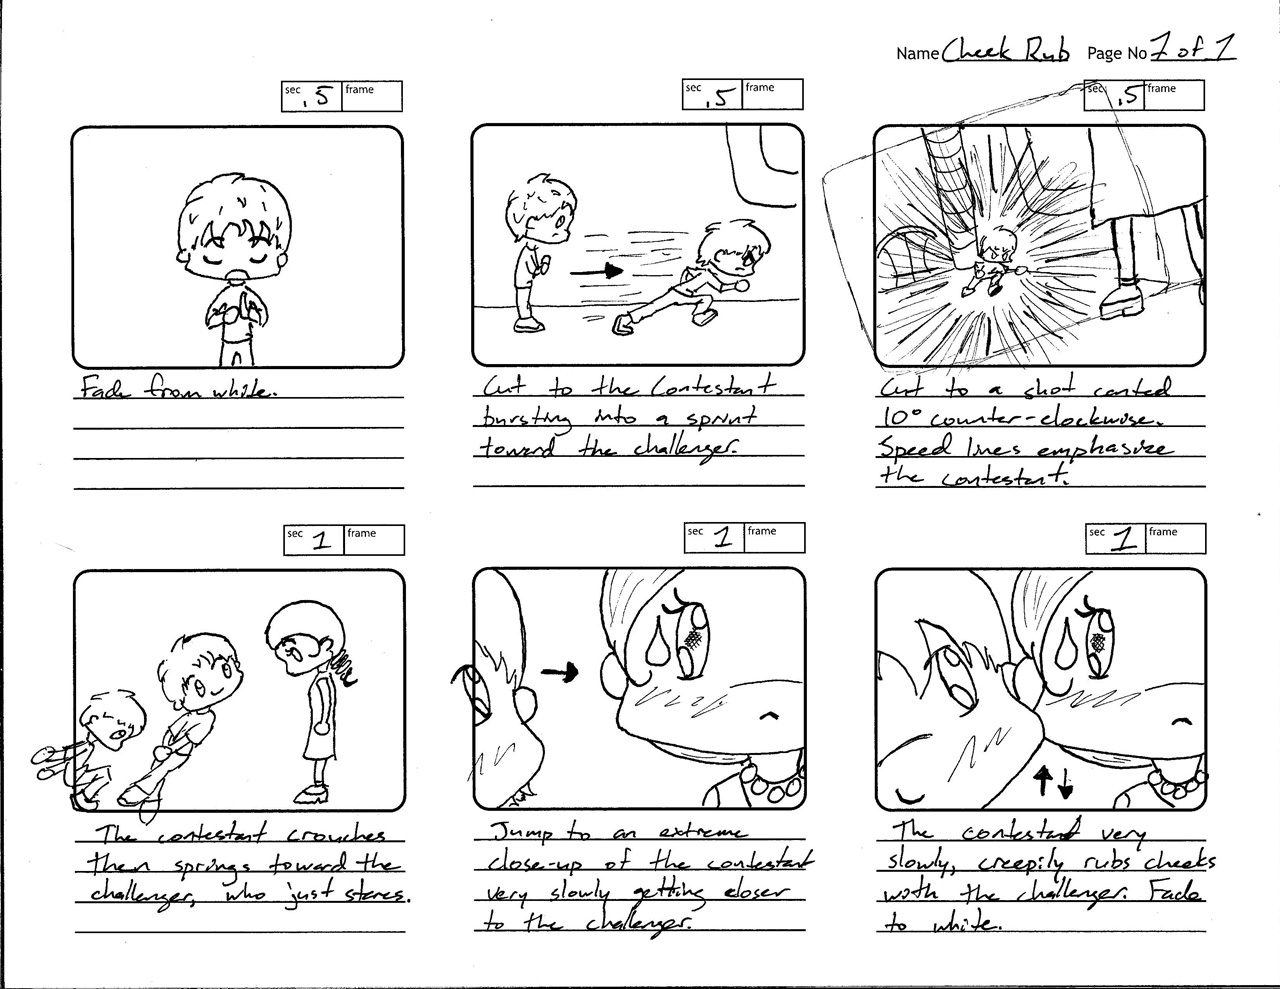 Name Cheek Rub Page No 1 of 1
sec .5 frame
sec .5 frame
sec .5 frame
Fade from white.
Cut to the Contestant
bursting into a sprint
toward the challenger.
Cut to a shot canted
10° counter-clockwise.
Speed lines emphasize
the contestant.
sec 1 frame
sec 1 frame
sec 1 frame
The contestant crouches
then springs toward the
challenger, who just stares.
Jump to an extreme
close-up of the contestant
very slowly getting closer
to the challenger.
The contestant very
slowly, creepily rubs cheeks
with the challenger. Fade
to white.